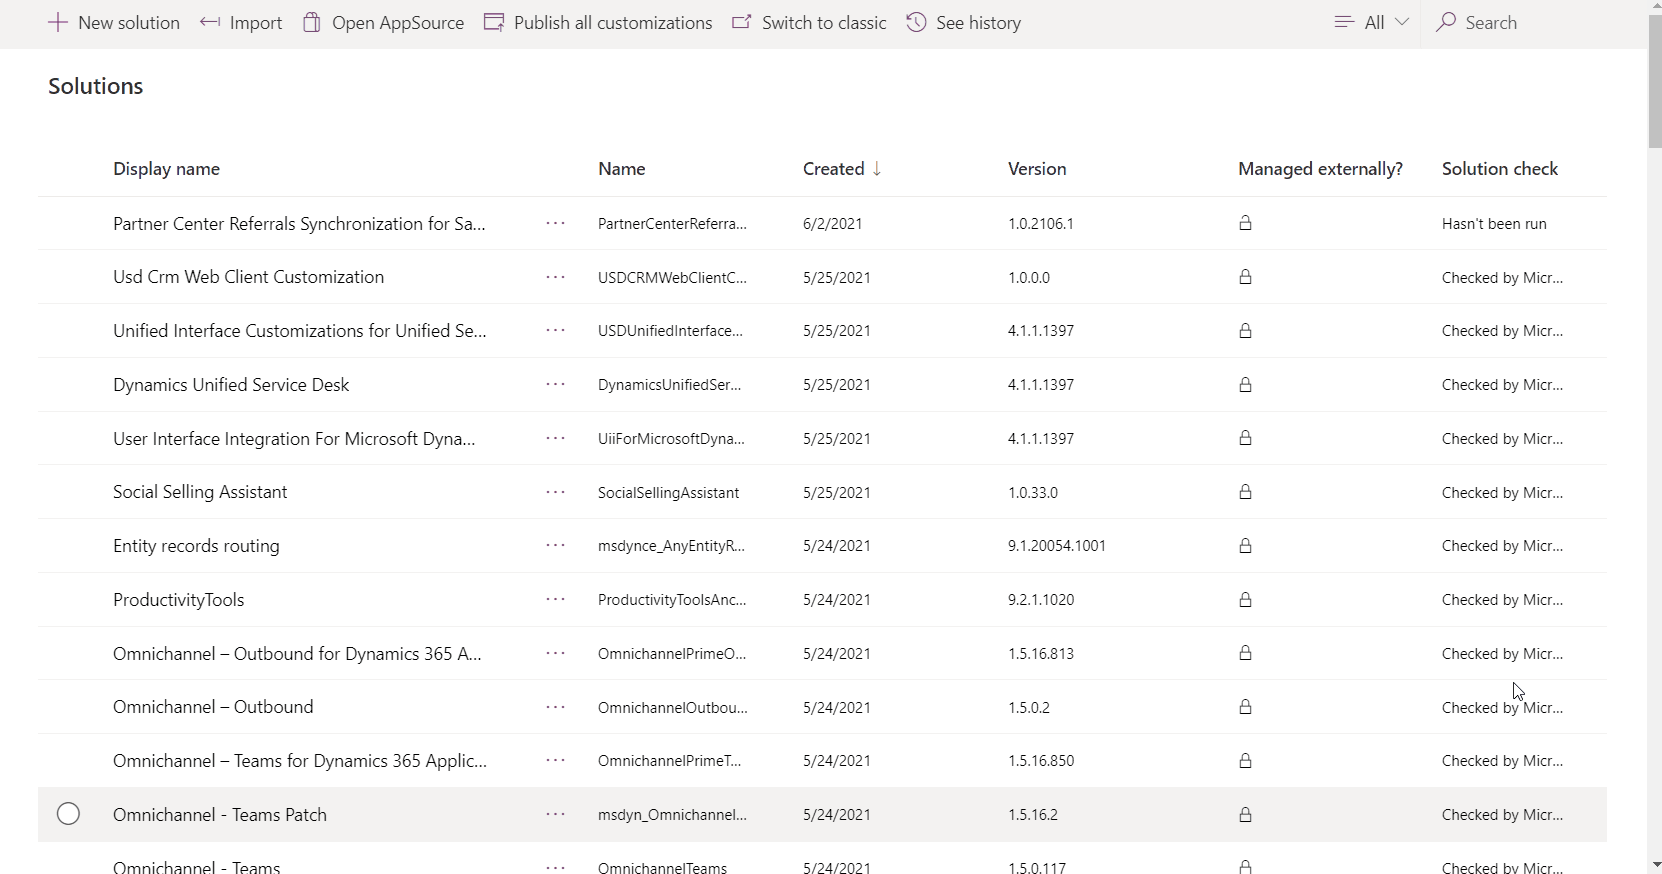 New solution Import Open AppSource Publish all customizations Switch to classic See history All Search
Solutions
Display name Name Created ↓ Version Managed externally? Solution check
Partner Center Referrals Synchronization for Sa... ... PartnerCenterReferra... 6/2/2021 1.0.2106.1 Hasn't been run
Usd Crm Web Client Customization ... USDCRMWebClientC... 5/25/2021 1.0.0.0 Checked by Micr...
Unified Interface Customizations for Unified Se... ... USDUnifiedInterface... 5/25/2021 4.1.1.1397 Checked by Micr...
Dynamics Unified Service Desk ... DynamicsUnifiedSer... 5/25/2021 4.1.1.1397 Checked by Micr...
User Interface Integration For Microsoft Dyna... ... UiiForMicrosoftDyna... 5/25/2021 4.1.1.1397 Checked by Micr...
Social Selling Assistant ... SocialSellingAssistant 5/25/2021 1.0.33.0 Checked by Micr...
Entity records routing ... msdynce_AnyEntityR... 5/24/2021 9.1.20054.1001 Checked by Micr...
ProductivityTools ... ProductivityToolsAnc... 5/24/2021 9.2.1.1020 Checked by Micr...
Omnichannel – Outbound for Dynamics 365 A... ... OmnichannelPrimeO... 5/24/2021 1.5.16.813 Checked by Micr...
Omnichannel – Outbound ... OmnichannelOutbou... 5/24/2021 1.5.0.2 Checked by Micr...
Omnichannel – Teams for Dynamics 365 Applic... ... OmnichannelPrimeT... 5/24/2021 1.5.16.850 Checked by Micr...
Omnichannel - Teams Patch ... msdyn_Omnichannel... 5/24/2021 1.5.16.2 Checked by Micr...
Omnichannel - Teams ... OmnichannelTeams 5/24/2021 1.5.0.117 Checked by Micr...